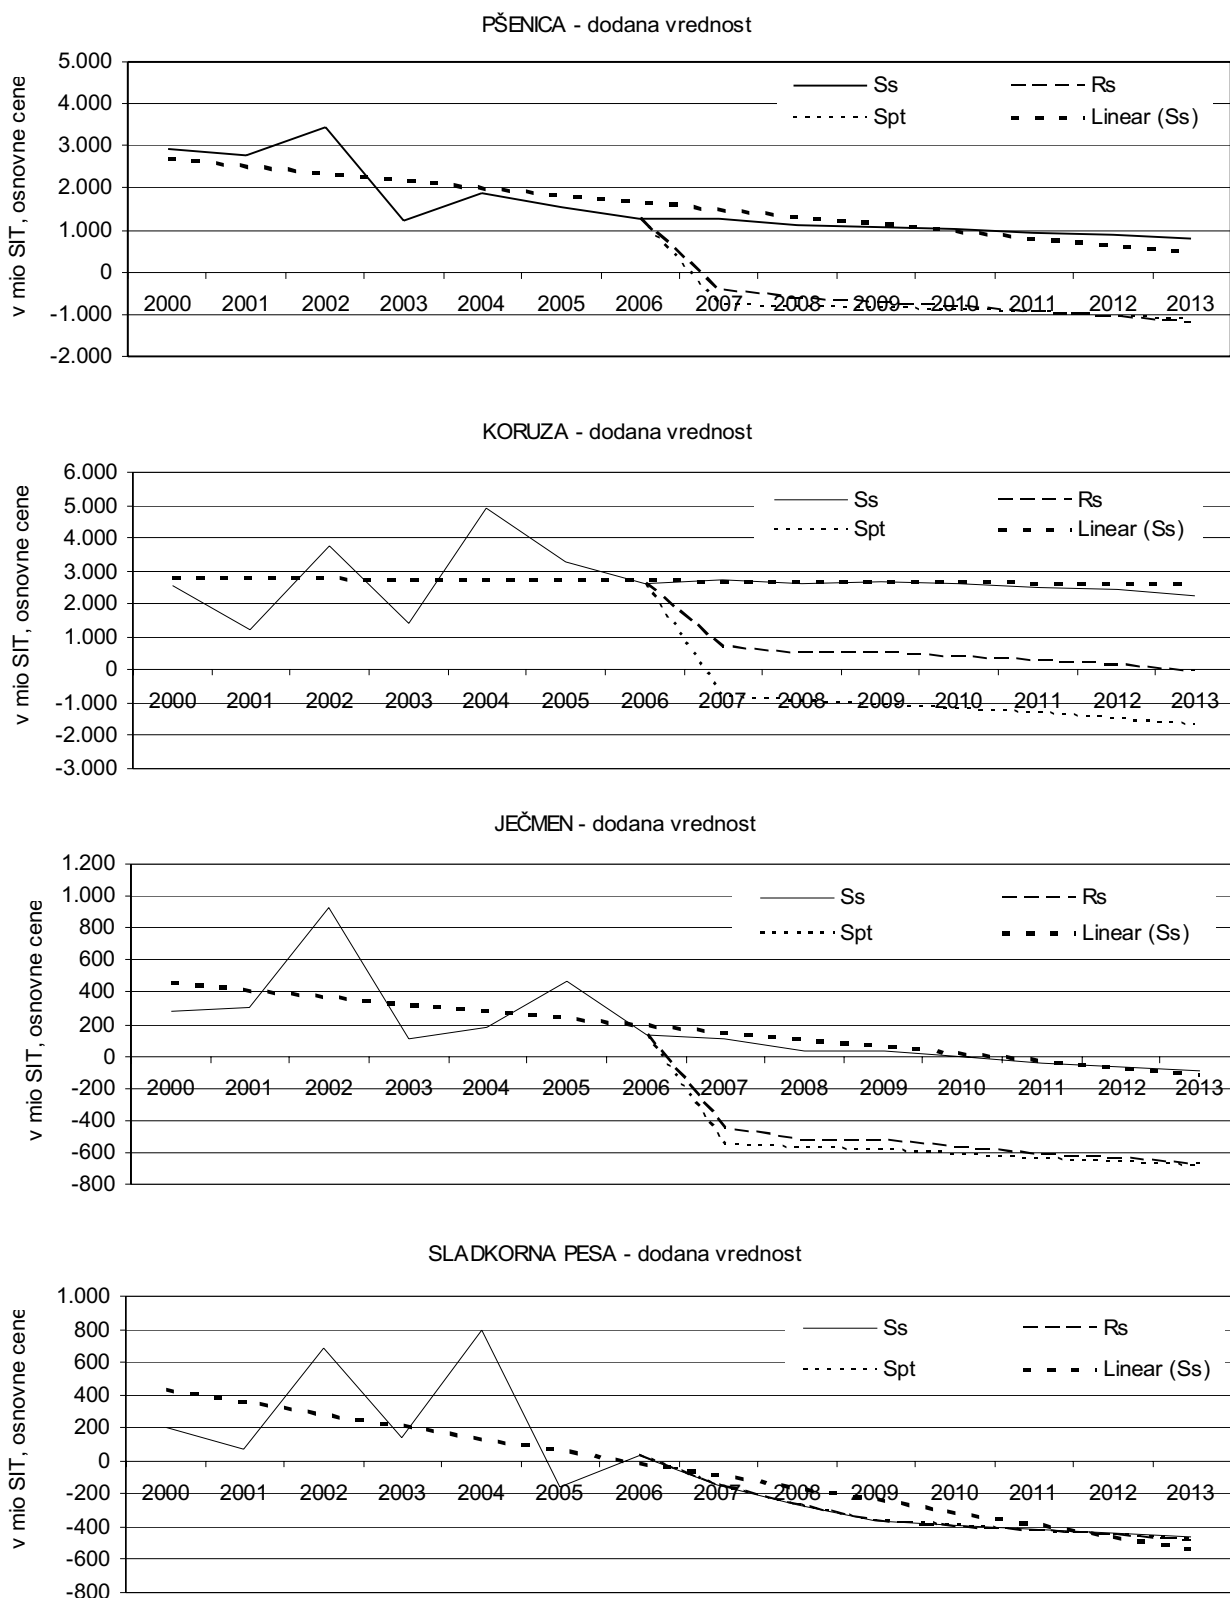 PŠENICA - dodana vrednost
v mio SIT, osnovne cene
5.000
4.000
3.000
2.000
1.000
0
-1.000
-2.000
Ss Rs
Spt Linear (Ss)
2000 2001 2002 2003 2004 2005 2006 2007 2008 2009 2010 2011 2012 2013
KORUZA - dodana vrednost
v mio SIT, osnovne cene
6.000
5.000
4.000
3.000
2.000
1.000
0
-1.000
-2.000
-3.000
Ss Rs
Spt Linear (Ss)
2000 2001 2002 2003 2004 2005 2006 2007 2008 2009 2010 2011 2012 2013
JEČMEN - dodana vrednost
v mio SIT, osnovne cene
1.200
1.000
800
600
400
200
0
-200
-400
-600
-800
Ss Rs
Spt Linear (Ss)
2000 2001 2002 2003 2004 2005 2006 2007 2008 2009 2010 2011 2012 2013
SLADKORNA PESA - dodana vrednost
v mio SIT, osnovne cene
1.000
800
600
400
200
0
-200
-400
-600
-800
Ss Rs
Spt Linear (Ss)
2000 2001 2002 2003 2004 2005 2006 2007 2008 2009 2010 2011 2012 2013